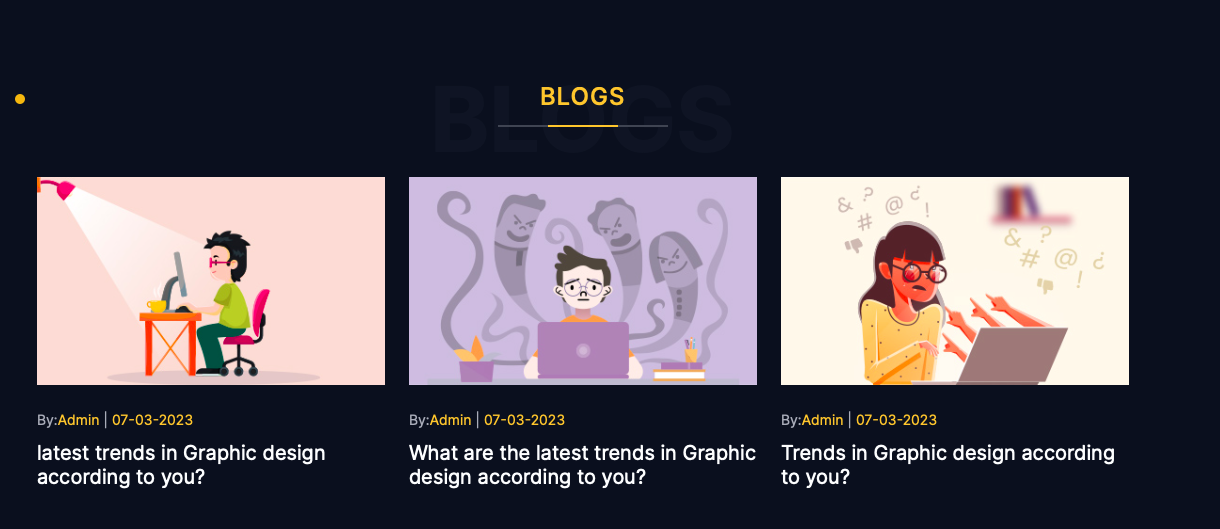 BLOGS
BLOGS
By:Admin | 07-03-2023
latest trends in Graphic design
according to you?
By:Admin | 07-03-2023
What are the latest trends in Graphic
design according to you?
By:Admin | 07-03-2023
Trends in Graphic design according
to you?